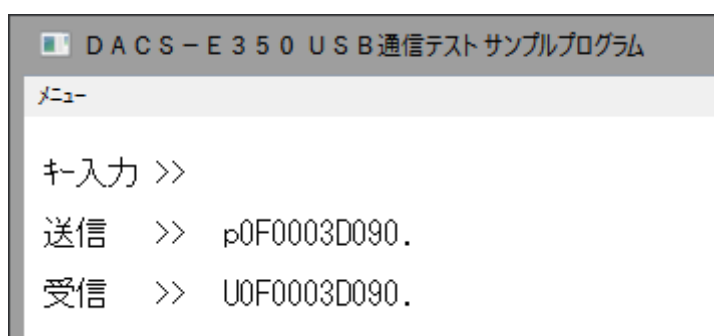 DACS-E350 USB通信テスト サンプルプログラム
メニュー
キー入力 >>
送信 >> p0F0003D090.
受信 >> U0F0003D090.